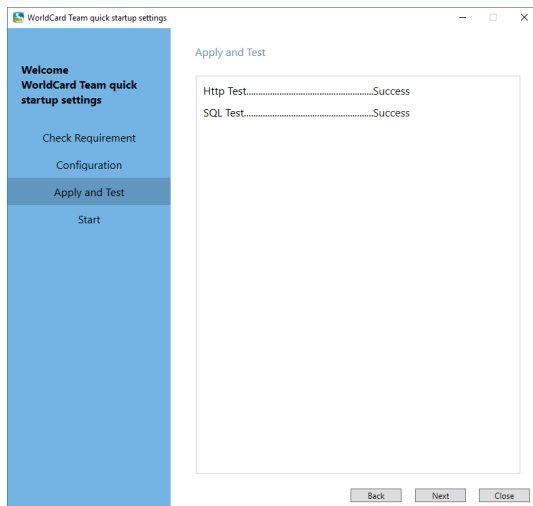 WorldCard Team quick startup settings
Welcome
WorldCard Team quick
startup settings
Check Requirement
Configuration
Apply and Test
Start
Apply and Test
Http Test.......................................................Success
SQL Test........................................................Success
Back
Next
Close